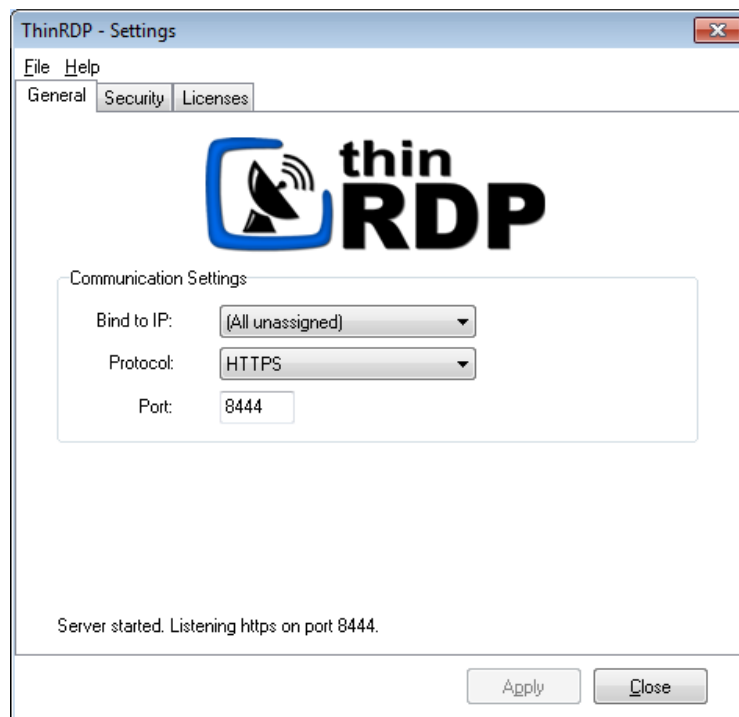 ThinRDP - Settings
File Help
General Security Licenses
thin
RDP
Communication Settings
Bind to IP: (All unassigned)
Protocol: HTTPS
Port: 8444
Server started. Listening https on port 8444.
Apply Close